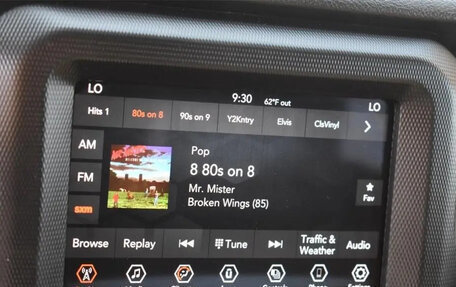 LO 9:30 62°F out LO
Hits 1 80s on 8 90s on 9 Y2Kntry Elvis ClsVinyl
AM
Pop
8 80s on 8
FM
Mr. Mister
Fav
sxm
Broken Wings (85)
Browse Replay Tune Traffic & Weather Audio